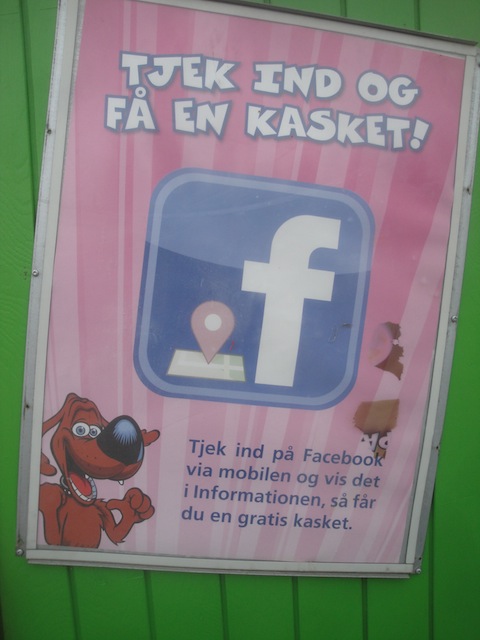 TJEK IND OG
FÅ EN KASKET!
f
Tjek ind på Facebook
via mobilen og vis det
i Informationen, så får
du en gratis kasket.